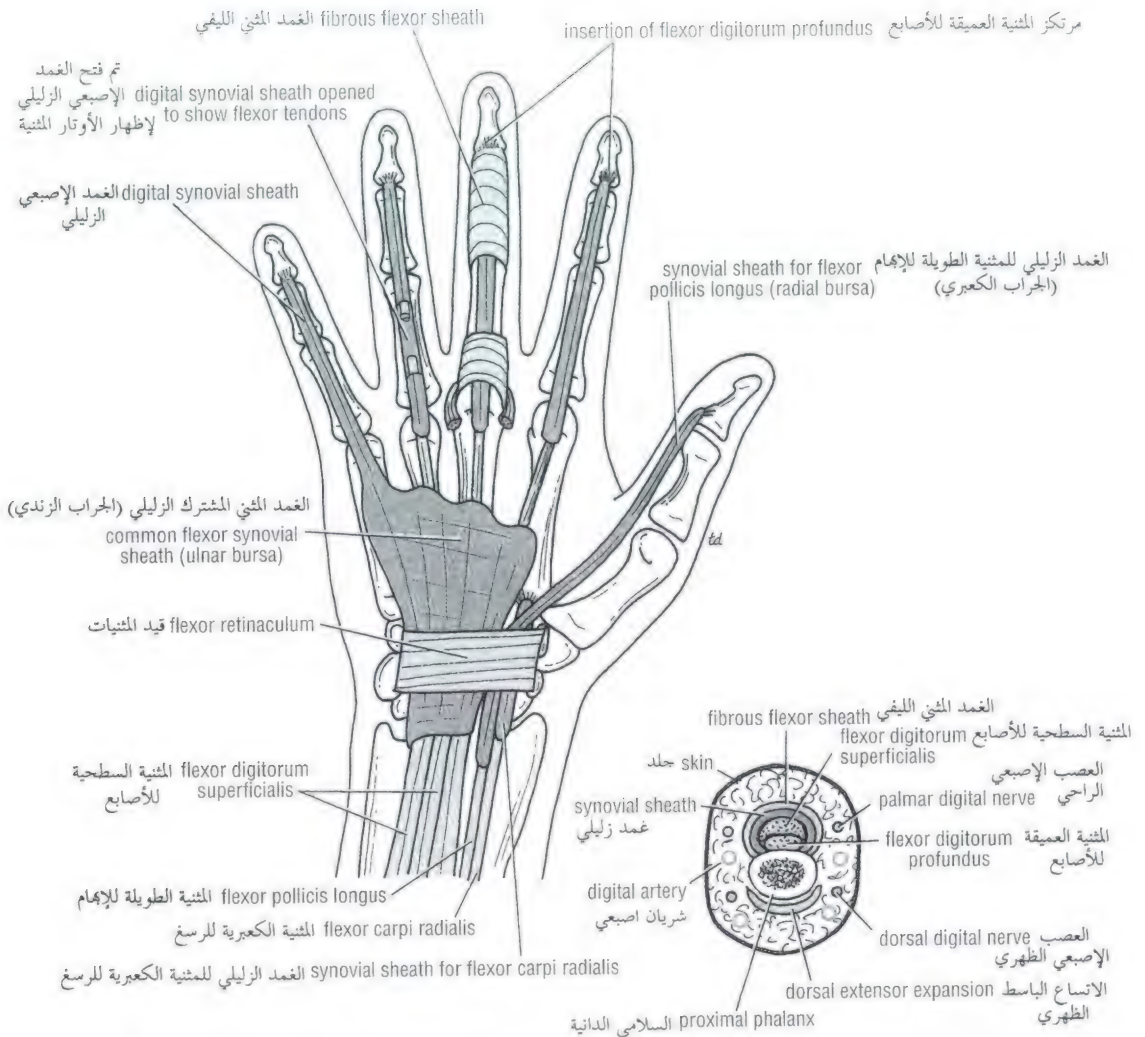 الغمد المثني الليفي fibrous flexor sheath
insertion of flexor digitorum profundus مرتكز المثنية العميقة للأصابع
تم فتح الغمد
الإصبعي الزليلي digital synovial sheath opened
لإظهار الأوتار المثنية to show flexor tendons
الغمد الإصبعي digital synovial sheath
الزليلي
synovial sheath for flexor الغمد الزليلي للمثنية الطويلة للإبهام
pollicis longus (radial bursa) (الجراب الكعبري)
td
الغمد المثني المشترك الزليلي (الجراب الزندي)
common flexor synovial
sheath (ulnar bursa)
قيد المثنيات flexor retinaculum
المثنية السطحية flexor digitorum
للأصابع superficialis
المثنية الطويلة للإبهام flexor pollicis longus
المثنية الكعبرية للرسغ flexor carpi radialis
الغمد الزليلي للمثنية الكعبرية للرسغ synovial sheath for flexor carpi radialis
fibrous flexor sheath الغمد المثني الليفي
flexor digitorum المثنية السطحية للأصابع
superficialis
جلد skin
العصب الإصبعي
الراحي
palmar digital nerve
synovial sheath
غمد زليلي
flexor digitorum المثنية العميقة
profundus للأصابع
digital artery
شريان اصبعي
dorsal digital nerve العصب
الإصبعي الظهري
dorsal extensor expansion الاتساع الباسط
الظهري
السلامى الدانية proximal phalanx